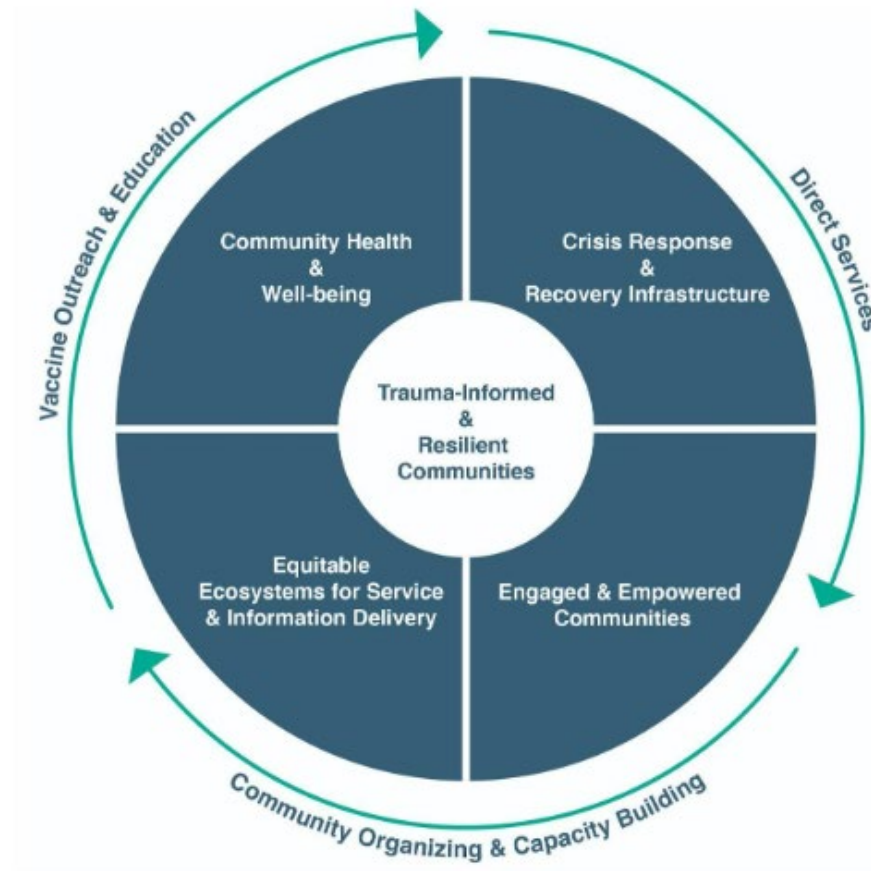 Vaccine Outreach & Education
Direct Services
Community Health
&
Well-being
Crisis Response
&
Recovery Infrastructure
Trauma-Informed
&
Resilient
Communities
Equitable
Ecosystems for Service
& Information Delivery
Engaged & Empowered
Communities
Community Organizing & Capacity Building